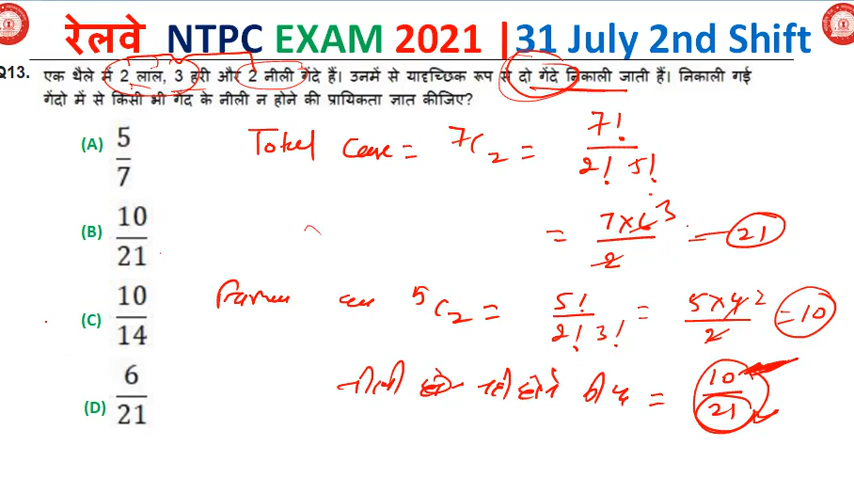 रेलवे NTPC EXAM 2021 |31 July 2nd Shift
Q13. एक थैले में 2 लाल, 3 हरी और 2 नीली गेंदे हैं। उनमें से यादृच्छिक रूप से दो गेंदे निकाली जाती हैं। निकाली गई
गेंदो में से किसी भी गेंद के नीली न होने की प्रायिकता ज्ञात कीजिए?
(A) 5/7
Total Case = 7C2 = 7!/2! 5!
(B) 10/21
= 7×6 3/2 = 21
(C) 10/14
5C2 = 5!/2! 3! = 5×4 2/2 = 10
(D) 6/21
= 10/21